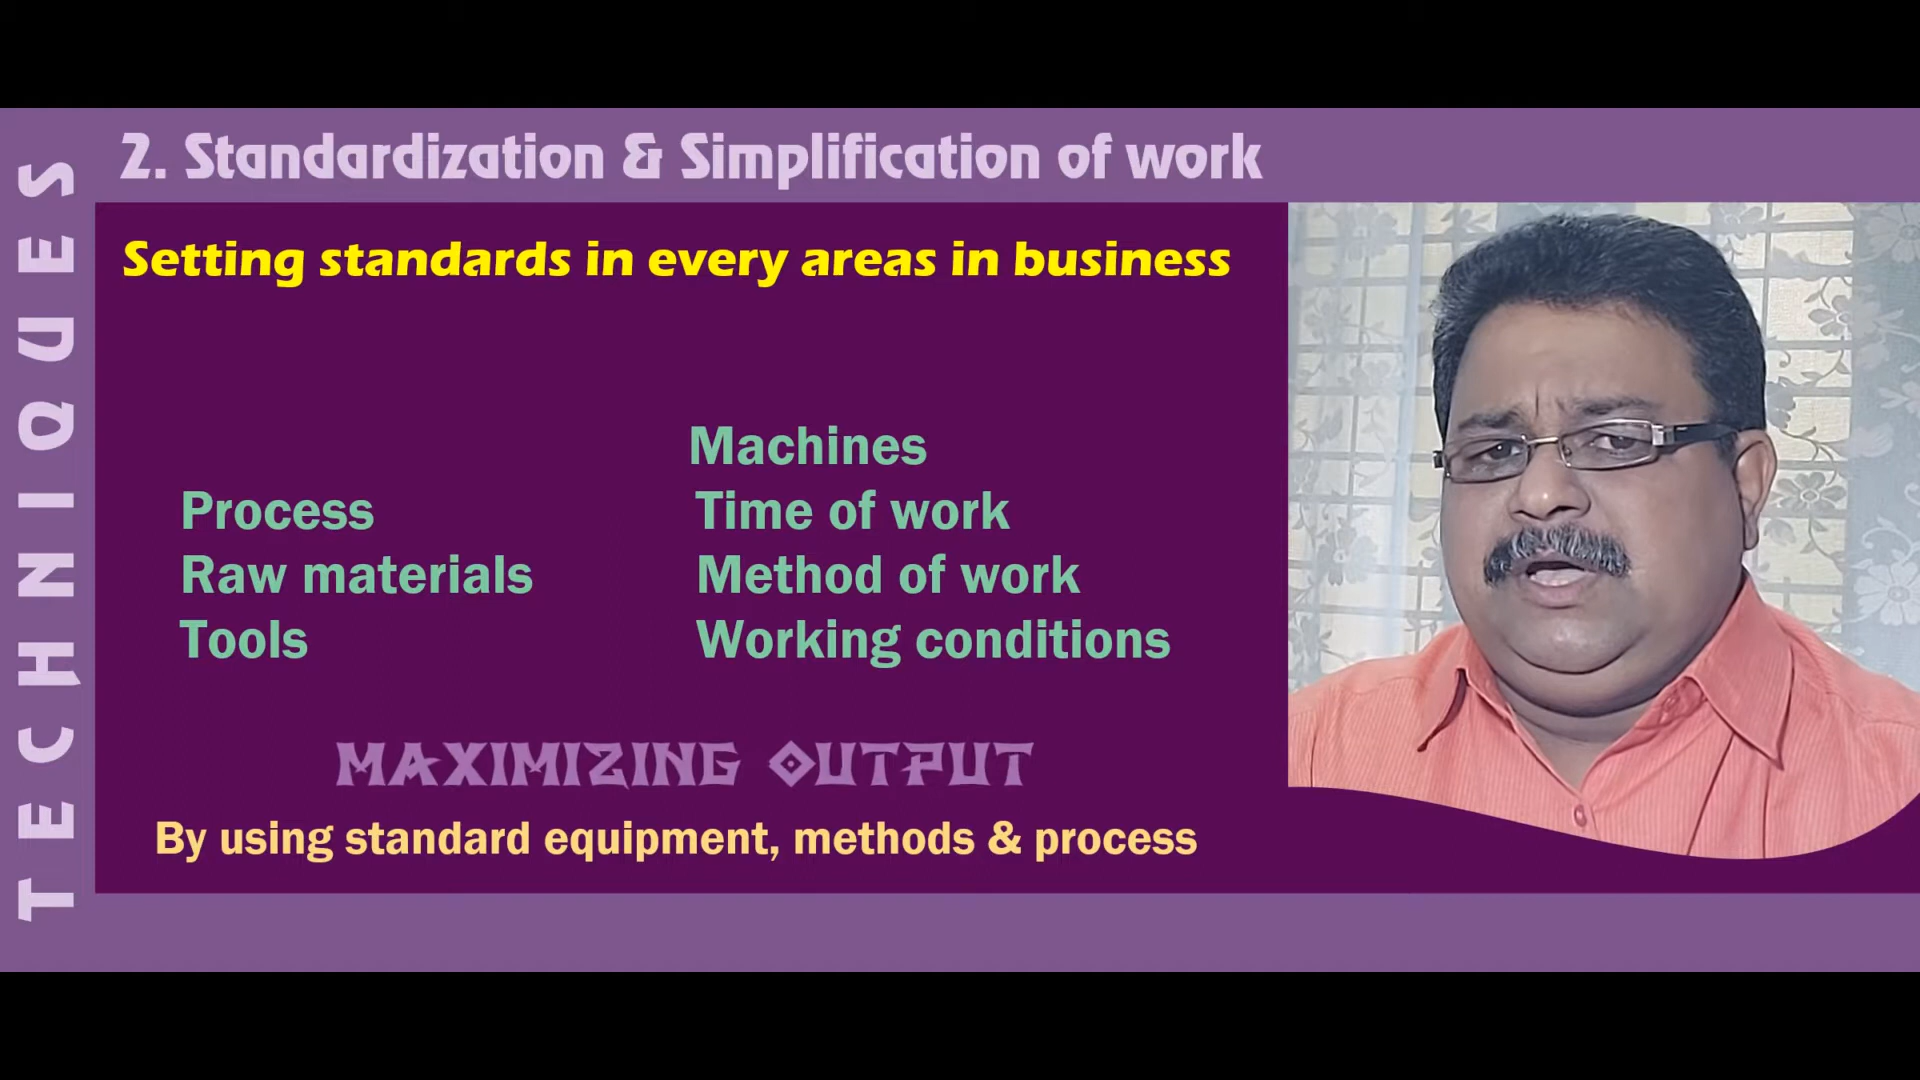 TECHNIQUES
2. Standardization & Simplification of work
Setting standards in every areas in business
Process
Raw materials
Tools
Machines
Time of work
Method of work
Working conditions
MAXIMIZING OUTPUT
By using standard equipment, methods & process